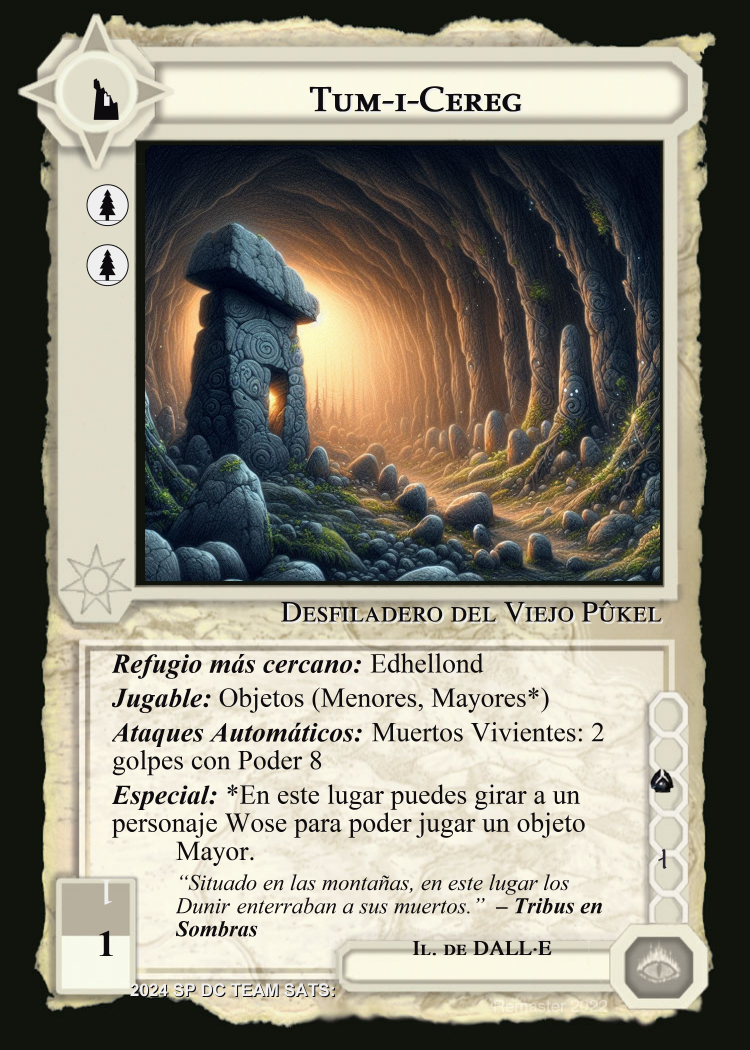 Tum-i-Cereg
Desfiladero del Viejo Pûkel
Refugio más cercano: Edhellond
Jugable: Objetos (Menores, Mayores*)
Ataques Automáticos: Muertos Vivientes: 2
golpes con Poder 8
Especial: *En este lugar puedes girar a un
personaje Wose para poder jugar un objeto
Mayor.
“Situado en las montañas, en este lugar los
Dunir enterraban a sus muertos.” – Tribus en
Sombras
1
Il. de DALL·E
2024 SP DC TEAM SATS:
Remaster 2022